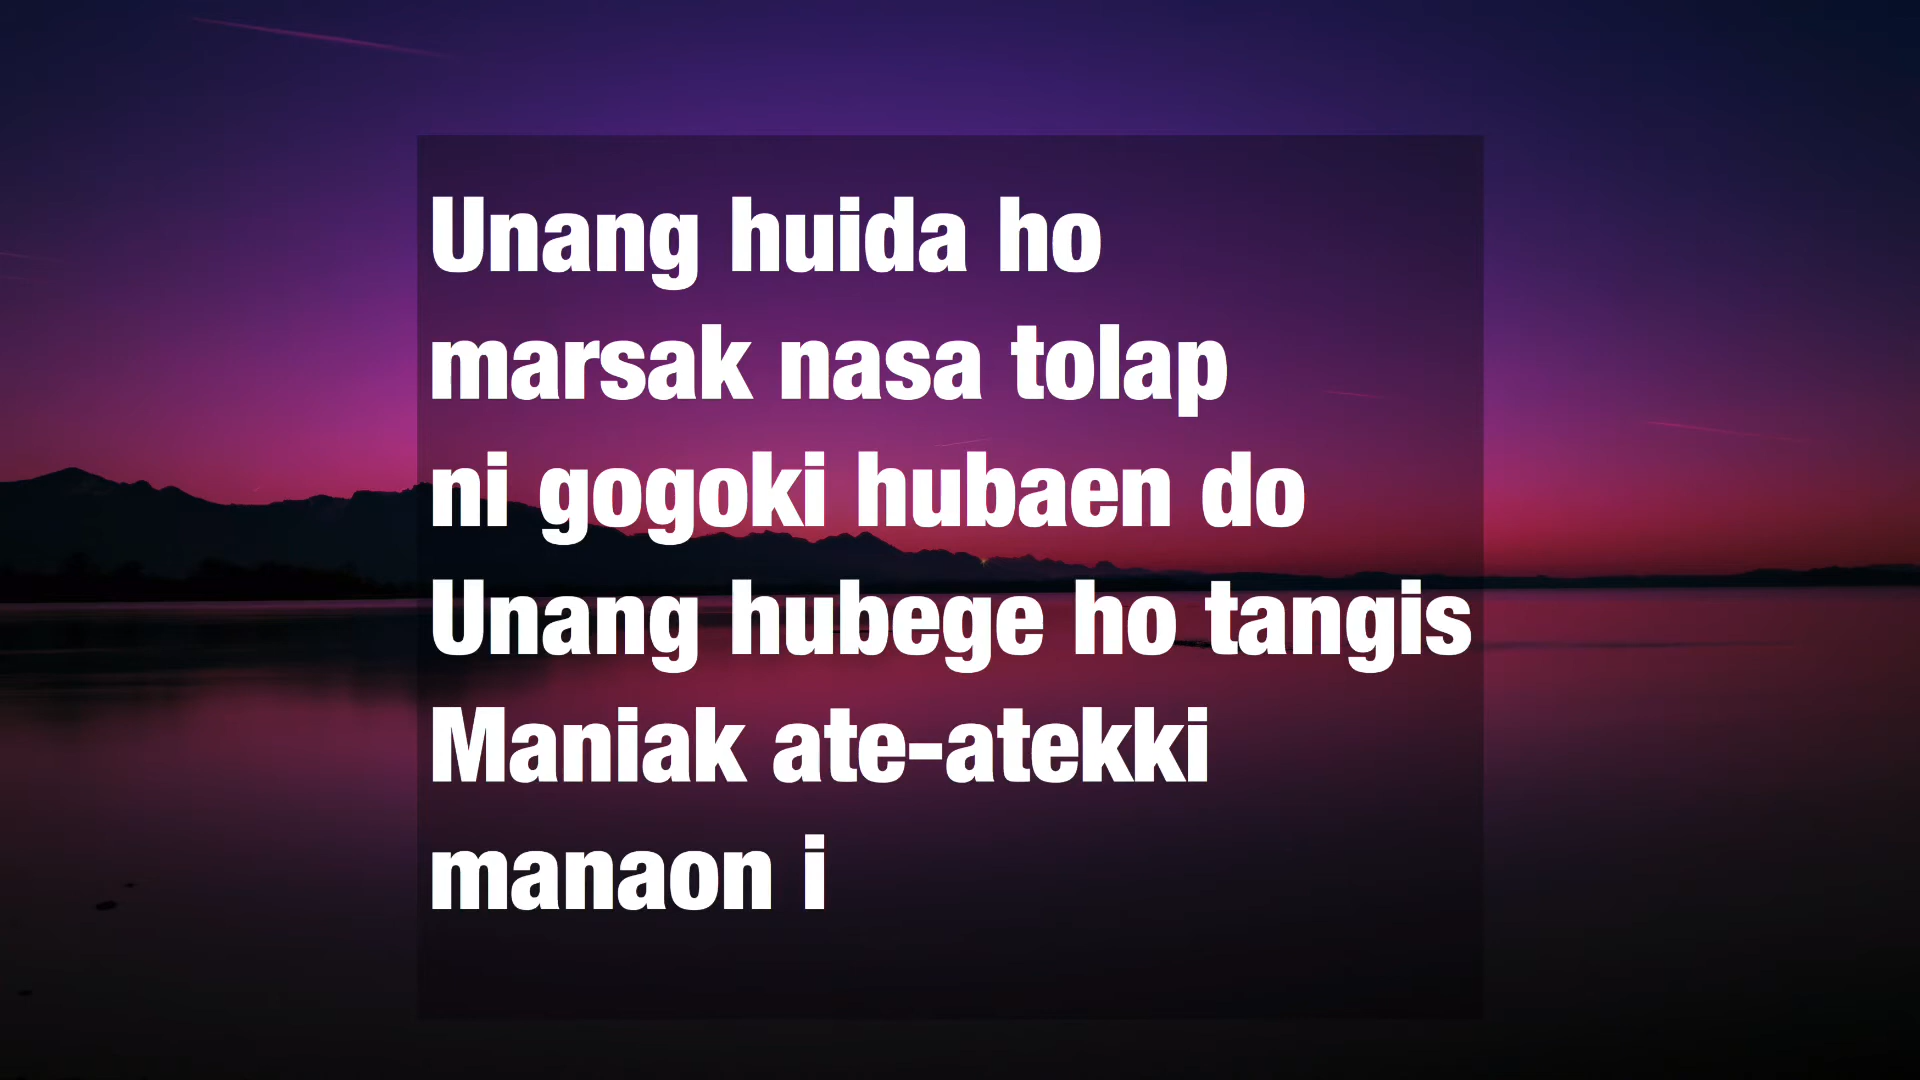 Unang huida ho
marsak nasa tolap
ni gogoki hubaen do
Unang hubege ho tangis
Maniak ate-atekki
manaon i